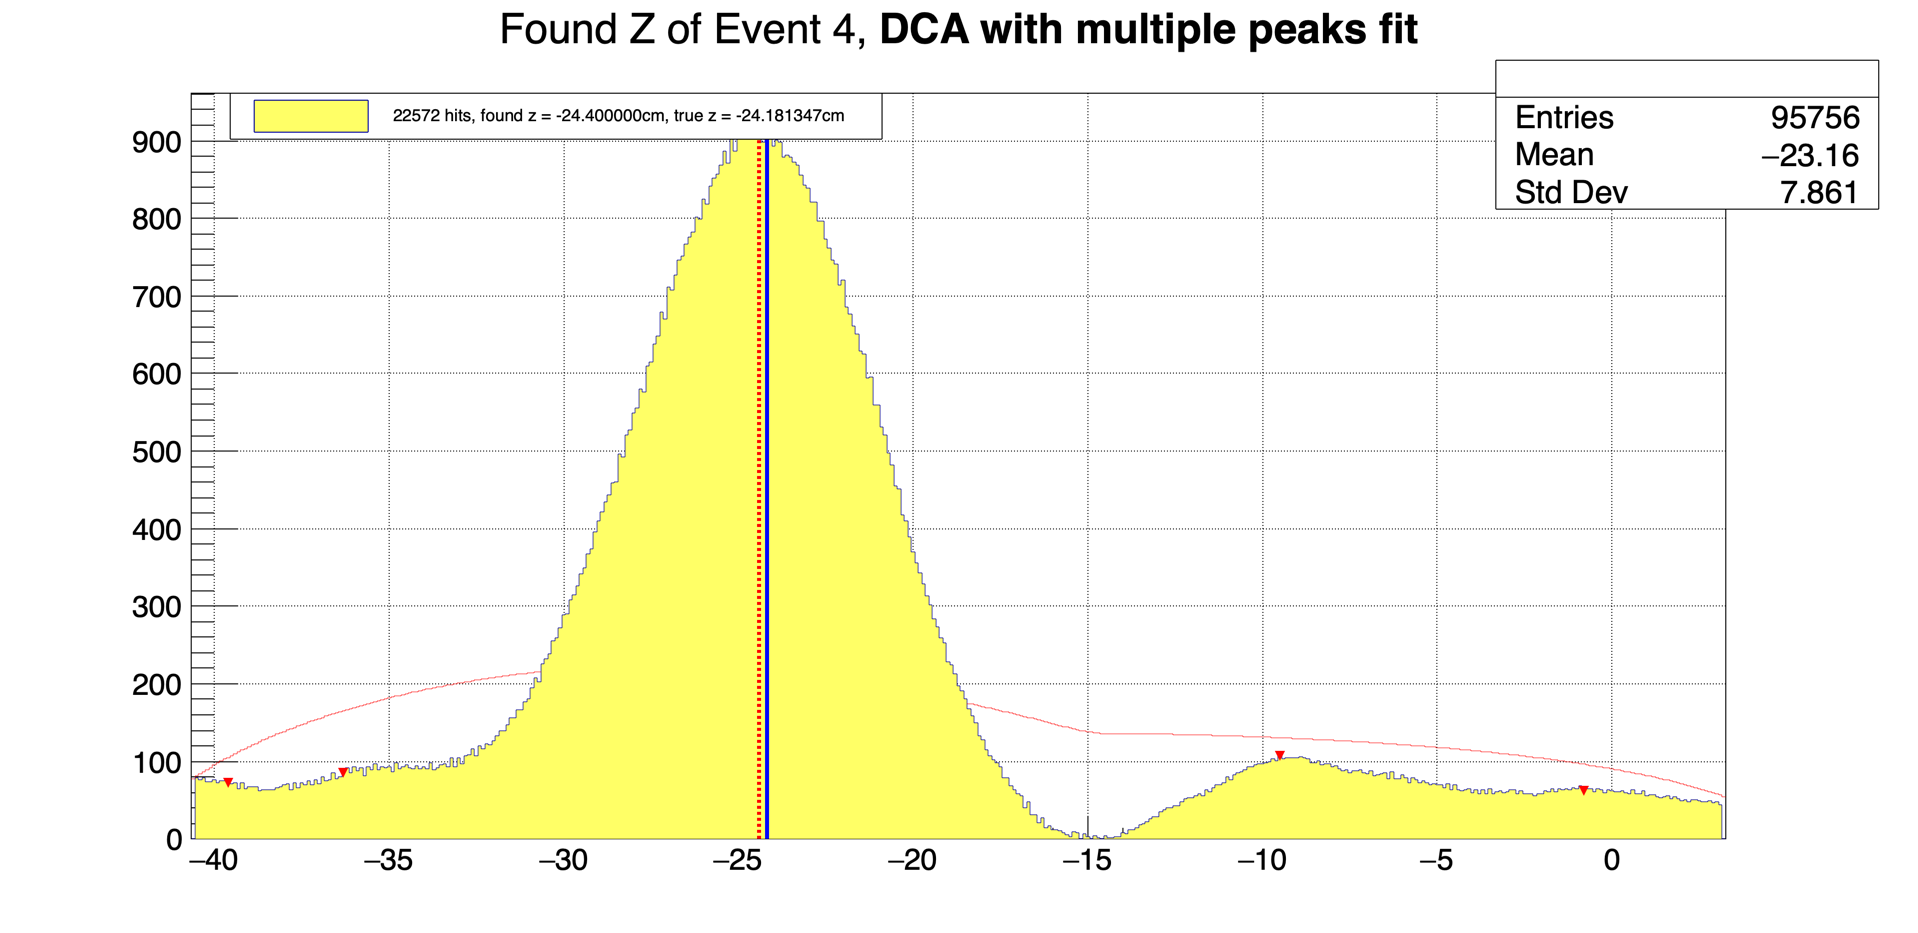 Found Z of Event 4, DCA with multiple peaks fit
22572 hits, found z = -24.400000cm, true z = -24.181347cm
Entries 95756
Mean −23.16
Std Dev 7.861
900
800
700
600
500
400
300
200
100
0
−40 −35 −30 −25 −20 −15 −10 −5 0